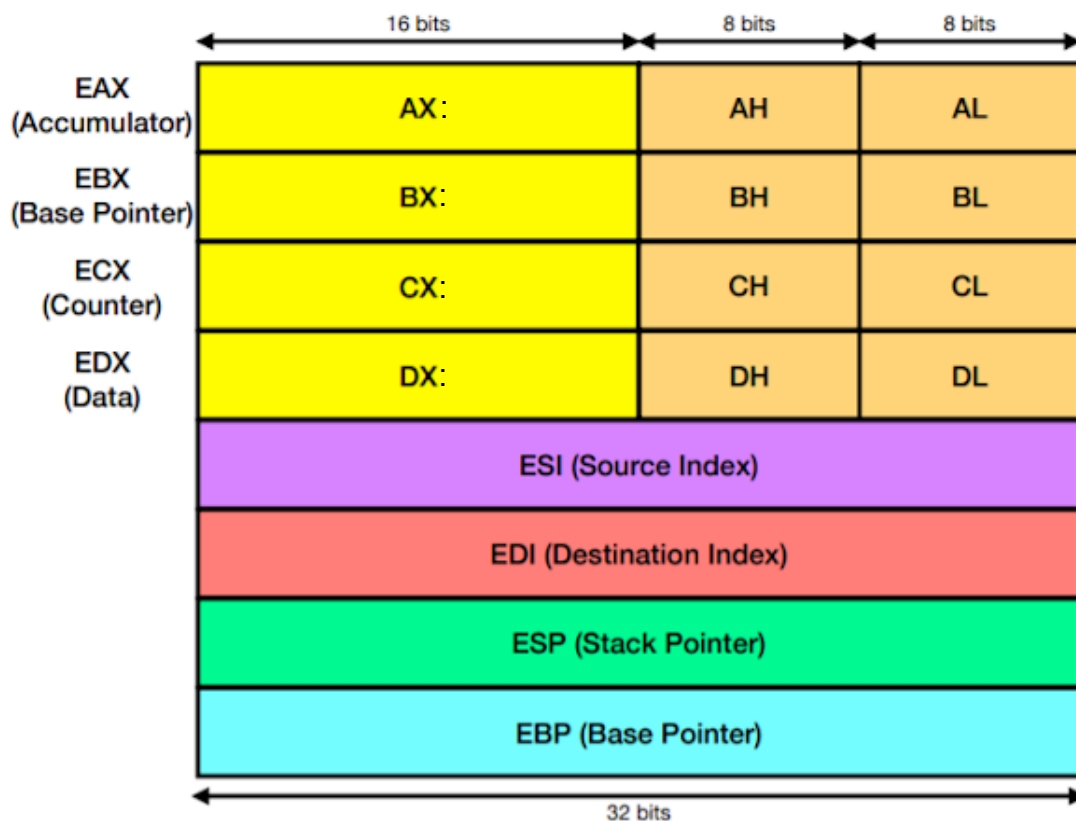 16 bits 8 bits 8 bits
EAX
(Accumulator)
AX: AH AL
EBX
(Base Pointer)
BX: BH BL
ECX
(Counter)
CX: CH CL
EDX
(Data)
DX: DH DL
ESI (Source Index)
EDI (Destination Index)
ESP (Stack Pointer)
EBP (Base Pointer)
32 bits